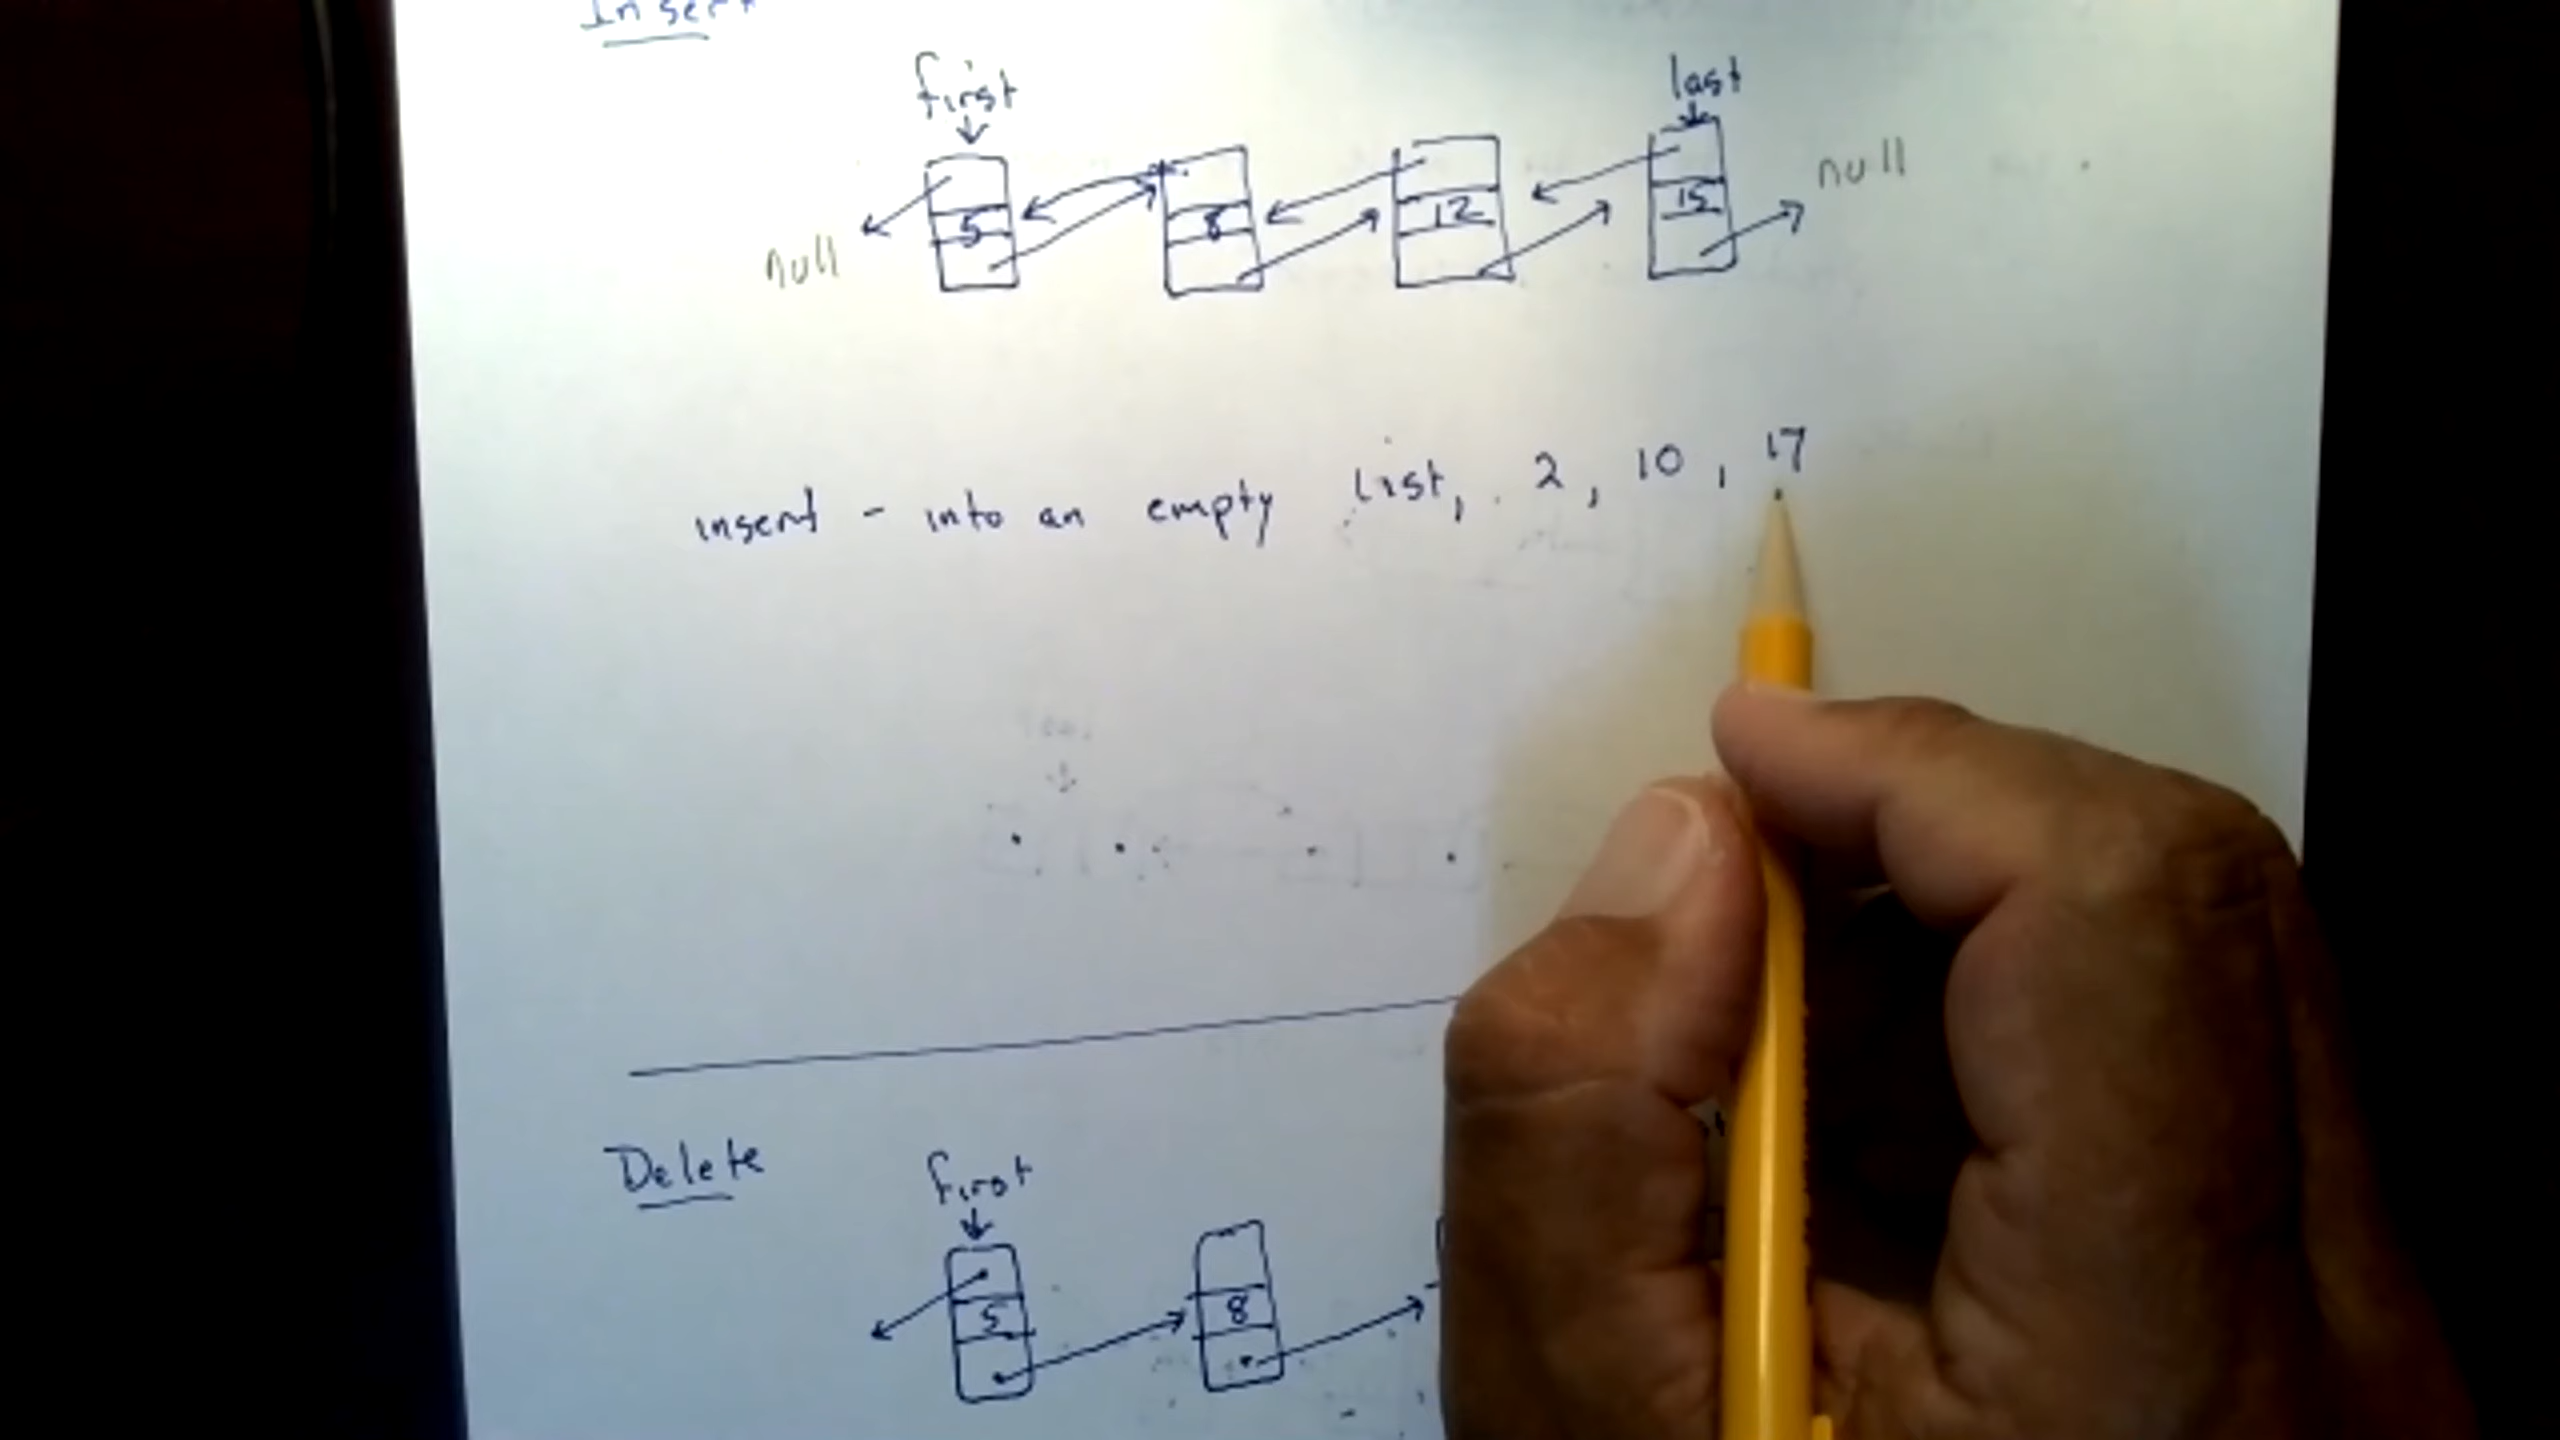 Insert
first last
null 5 8 12 15 null
insert - into an empty list, 2, 10, 17
Delete
first
5 8